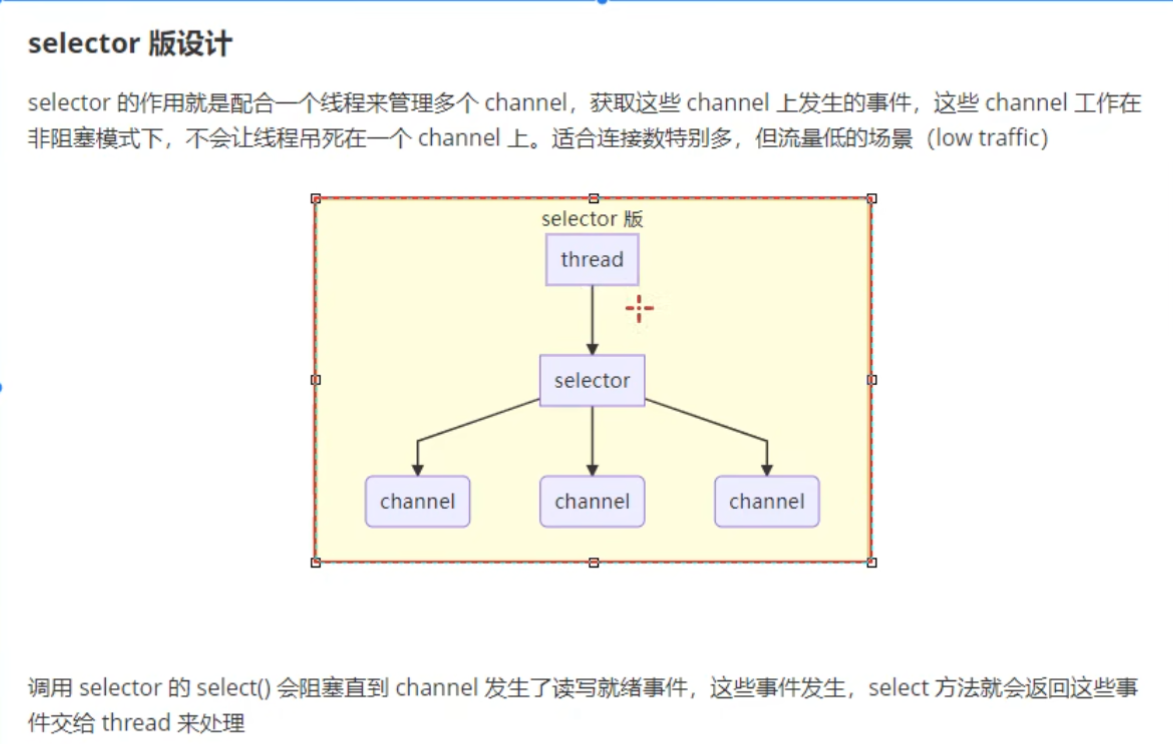 selector 版设计
selector 的作用就是配合一个线程来管理多个 channel，获取这些 channel 上发生的事件，这些 channel 工作在
非阻塞模式下，不会让线程吊死在一个 channel 上。适合连接数特别多，但流量低的场景（low traffic)
selector 版
thread
selector
channel
channel
channel
调用 selector 的 select() 会阻塞直到 channel 发生了读写就绪事件，这些事件发生，select 方法就会返回这些事
件交给 thread 来处理